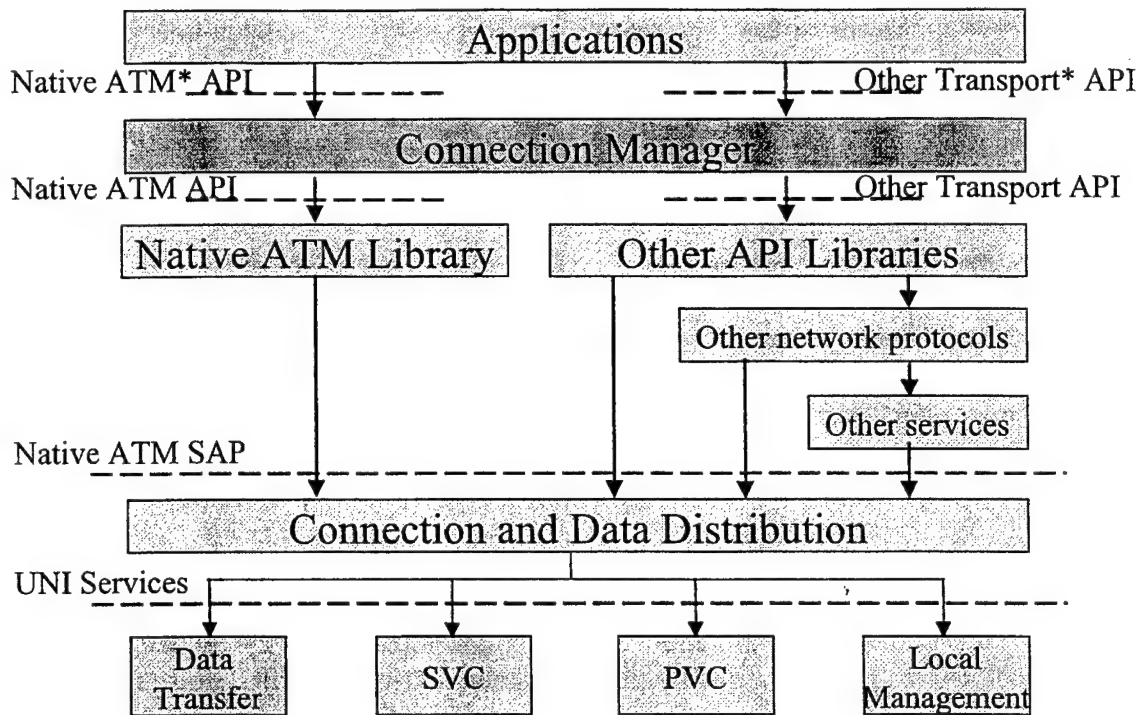 Applications
Native ATM* API
Other Transport* API
Connection Manager
Native ATM API
Other Transport API
Native ATM Library
Other API Libraries
Other network protocols
Other services
Native ATM SAP
Connection and Data Distribution
UNI Services
Data
Transfer
SVC
PVC
Local
Management